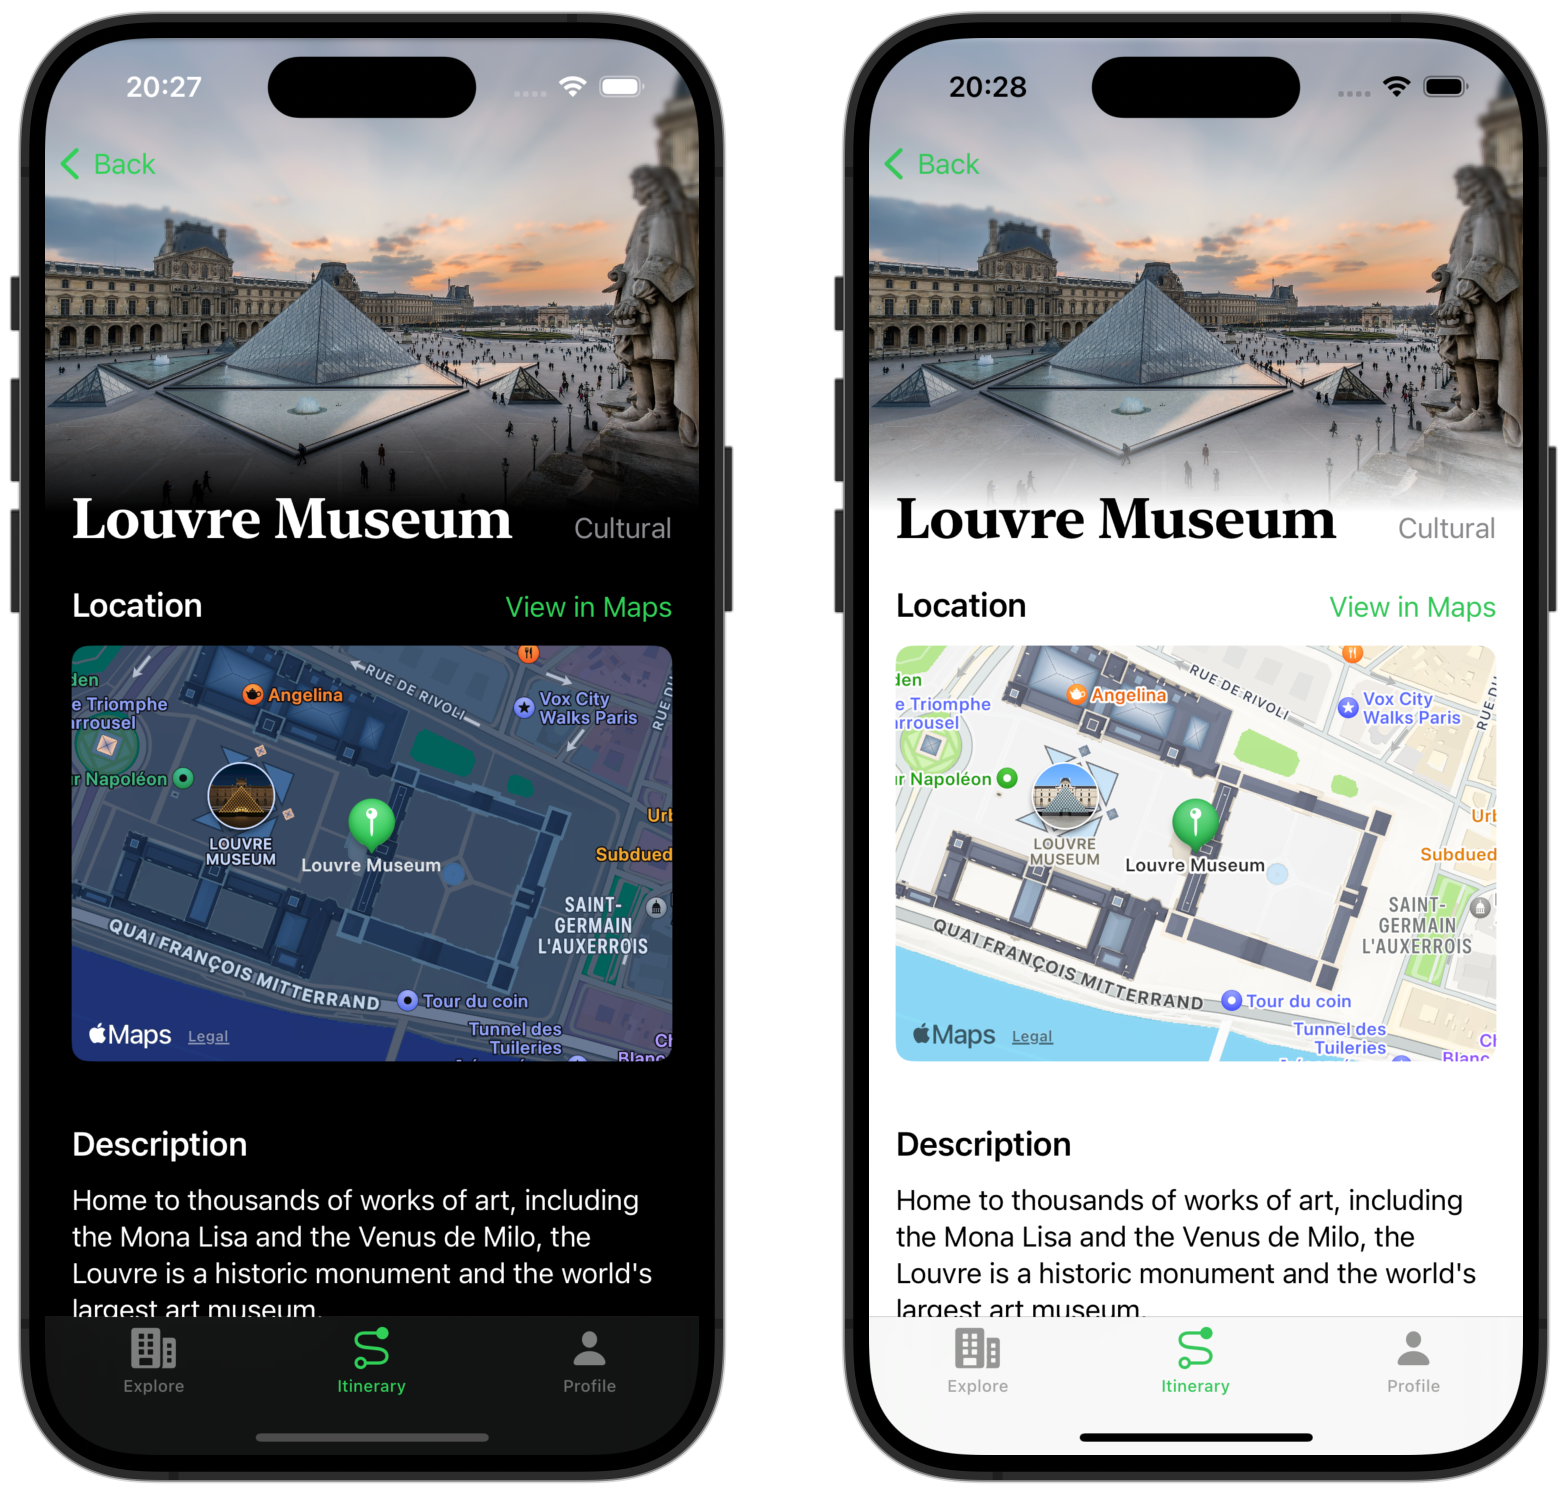 20:27
Back
Louvre Museum
Cultural
Location
View in Maps
RUE DE RIVOLI
Angelina
Vox City
Walks Paris
RUE DU
den
e Triomphe
arrousel
r Napoléon
LOUVRE
MUSEUM
Louvre Museum
Urb
Subdued
SAINT-
GERMAIN
L'AUXERROIS
QUAI FRANÇOIS MITTERRAND
Tour du coin
Tunnel des
Tuileries
Ch
Blanc
Maps
Legal
Description
Home to thousands of works of art, including
the Mona Lisa and the Venus de Milo, the
Louvre is a historic monument and the world's
largest art museum.
Explore
Itinerary
Profile
20:28
Back
Louvre Museum
Cultural
Location
View in Maps
RUE DE RIVOLI
Angelina
Vox City
Walks Paris
RUE DU
den
e Triomphe
arrousel
ur Napoléon
LOUVRE
MUSEUM
Louvre Museum
Urb
Subdued
SAINT-
GERMAIN
L'AUXERROIS
QUAI FRANÇOIS MITTERRAND
Tour du coin
Tunnel des
Tuileries
Ch
Blanc
Maps
Legal
Description
Home to thousands of works of art, including
the Mona Lisa and the Venus de Milo, the
Louvre is a historic monument and the world's
largest art museum.
Explore
Itinerary
Profile